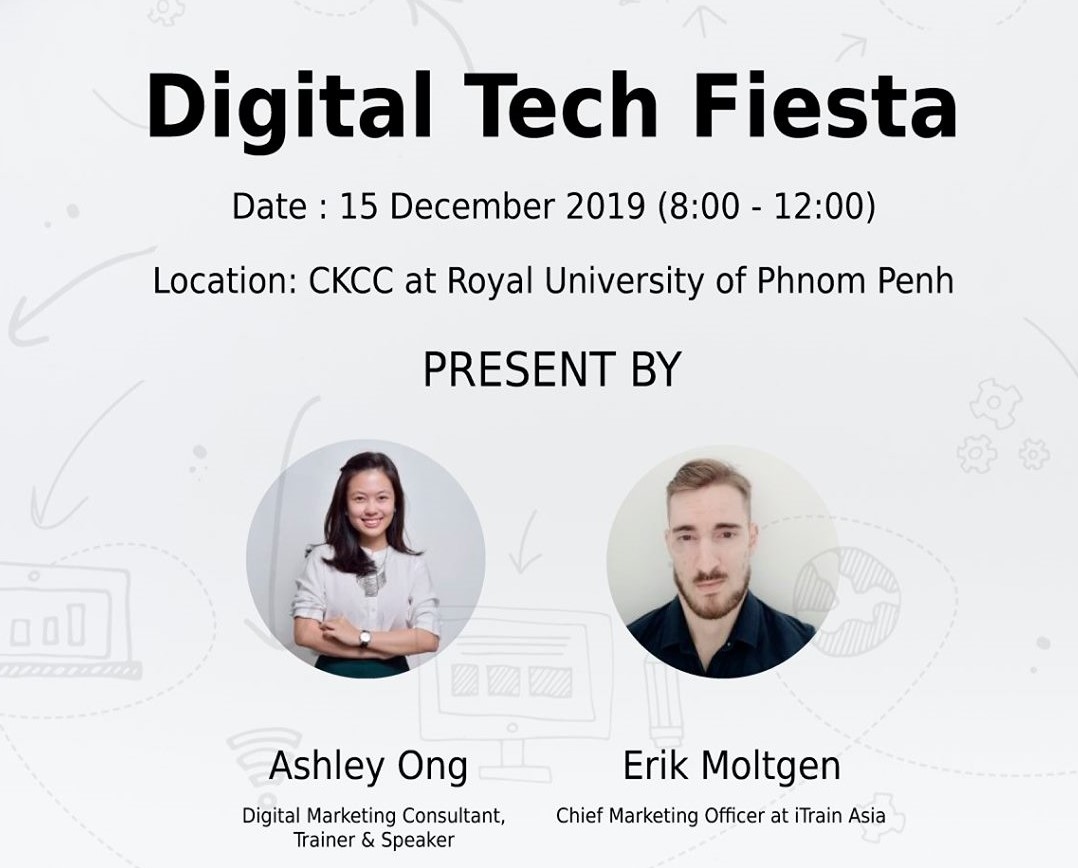 Digital Tech Fiesta
Date : 15 December 2019 (8:00 - 12:00)
Location: CKCC at Royal University of Phnom Penh
PRESENT BY
Ashley Ong
Digital Marketing Consultant,
Trainer & Speaker
Erik Moltgen
Chief Marketing Officer at iTrain Asia